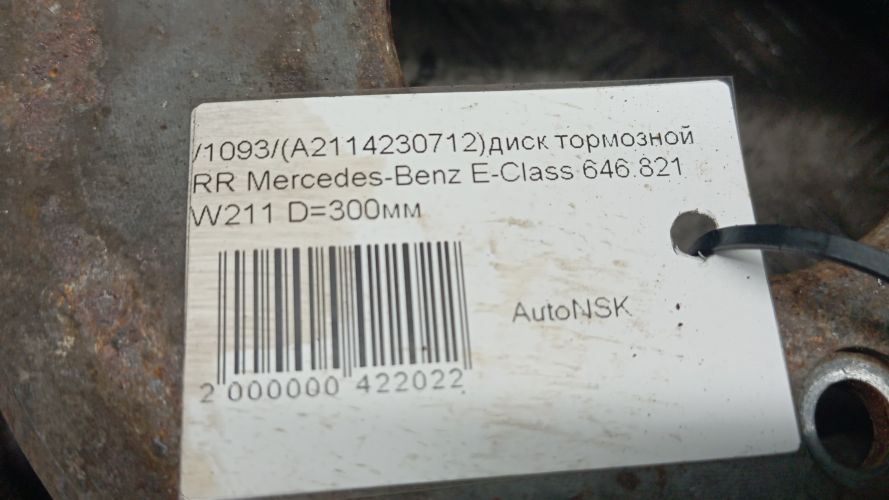 /1093/(A2114230712)диск тормозной
RR Mercedes-Benz E-Class 646.821
W211 D=300мм
AutoNSK
2 000000 422022